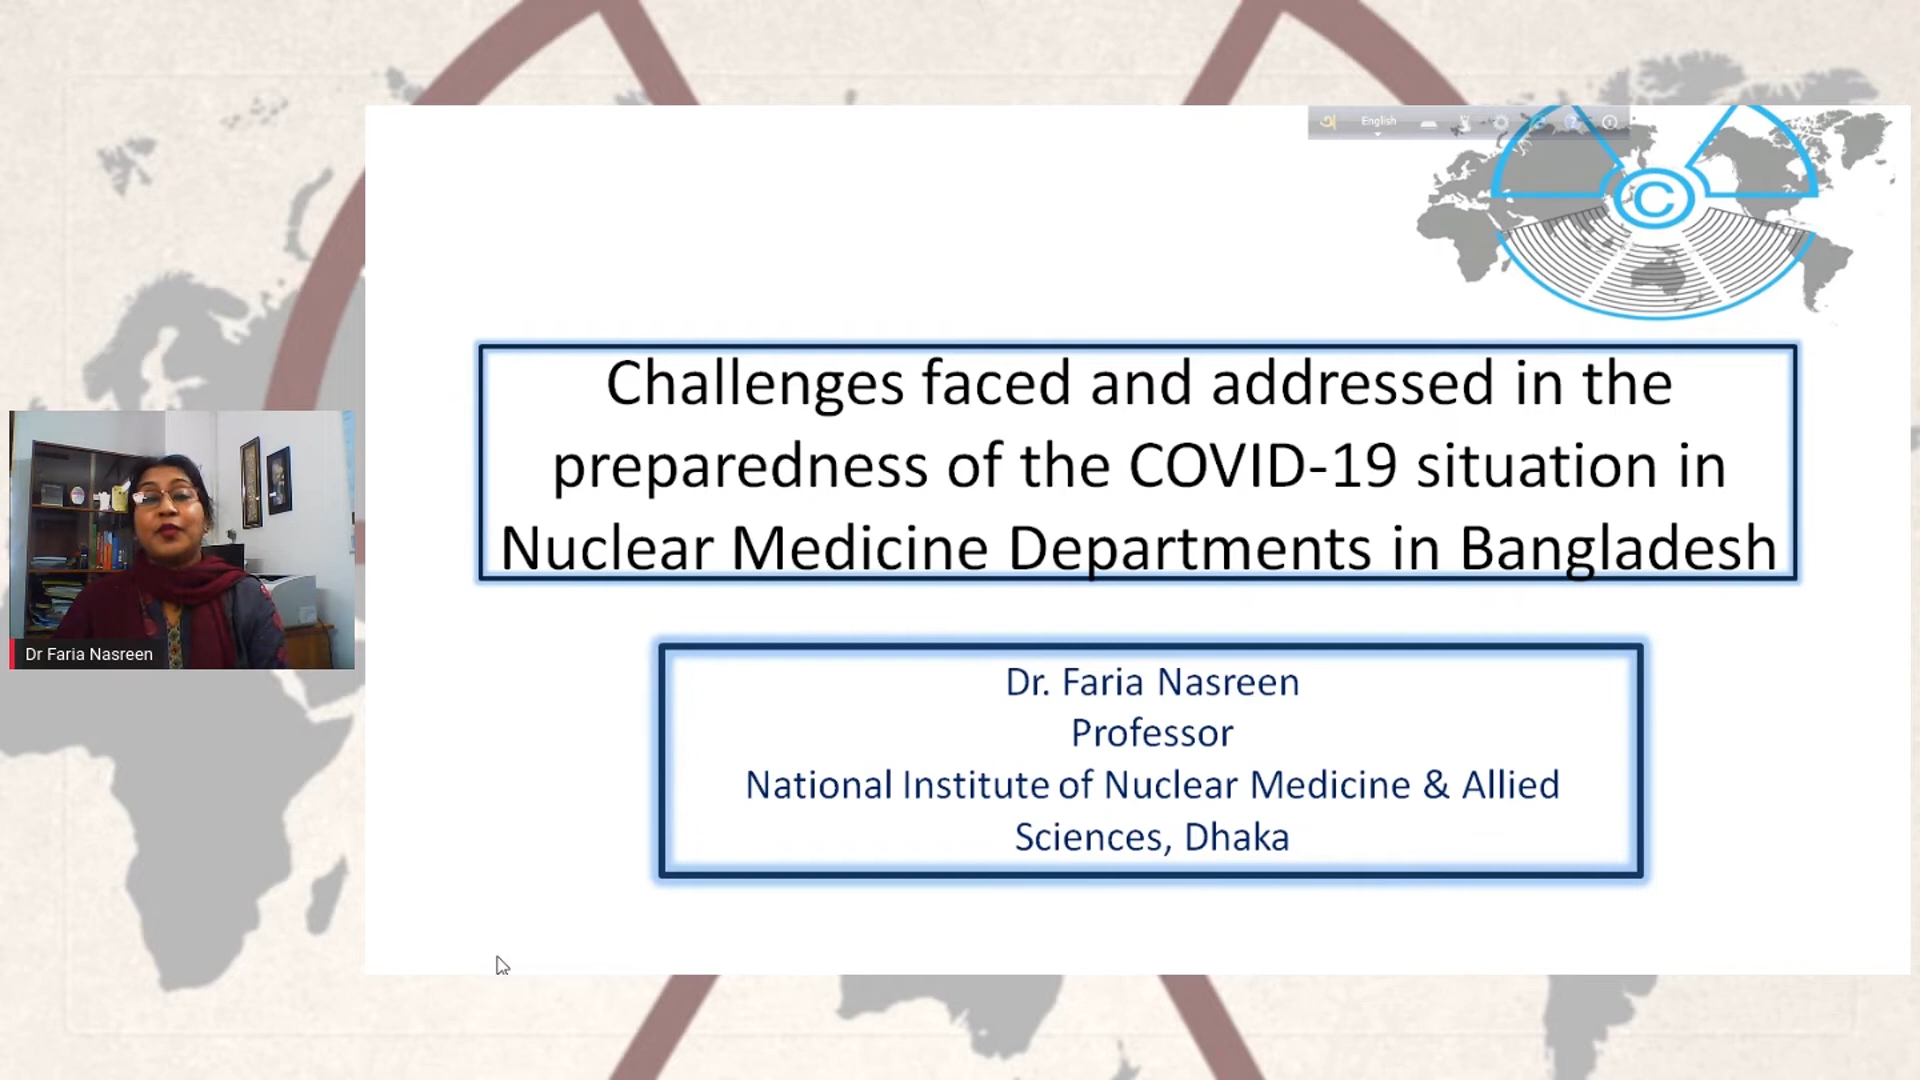 English
C
Challenges faced and addressed in the
preparedness of the COVID-19 situation in
Nuclear Medicine Departments in Bangladesh
Dr. Faria Nasreen
Professor
National Institute of Nuclear Medicine & Allied
Sciences, Dhaka
Dr Faria Nasreen